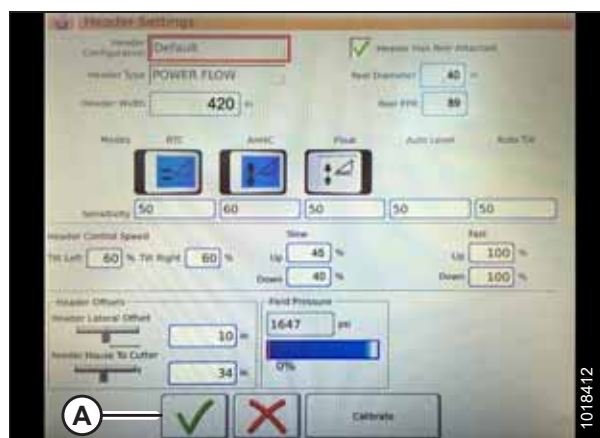 Header Settings
Header Configuration Default Header Has Reel Attached
Header Type POWER FLOW Reel Diameter 40 in
Header Width 420 in Reel PPR 89
Modes RTC AHHC Float Auto Level Auto Tilt
Sensitivity 50 60 50 50 50
Header Control Speed Slow Fast
Tilt Left 60 % Tilt Right 60 % Up 45 % Up 100 %
Down 40 % Down 100 %
Header Offsets Field Pressure
Header Lateral Offset 1647 psi
10 in
Feeder House To Cutter 0%
34 in
A Calibrate
1018412